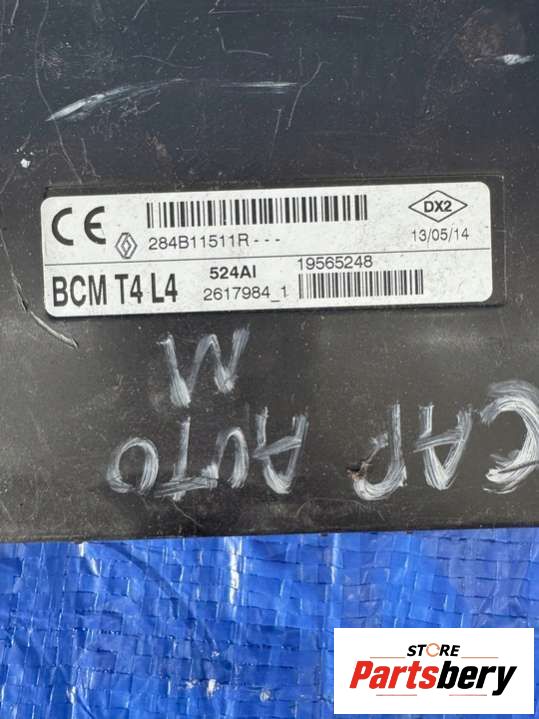 CE
284B11511R---
DX2
13/05/14
BCM T4 L4
524AI
19565248
2617984_1
M
CAP AUTO
STORE
Partsbery